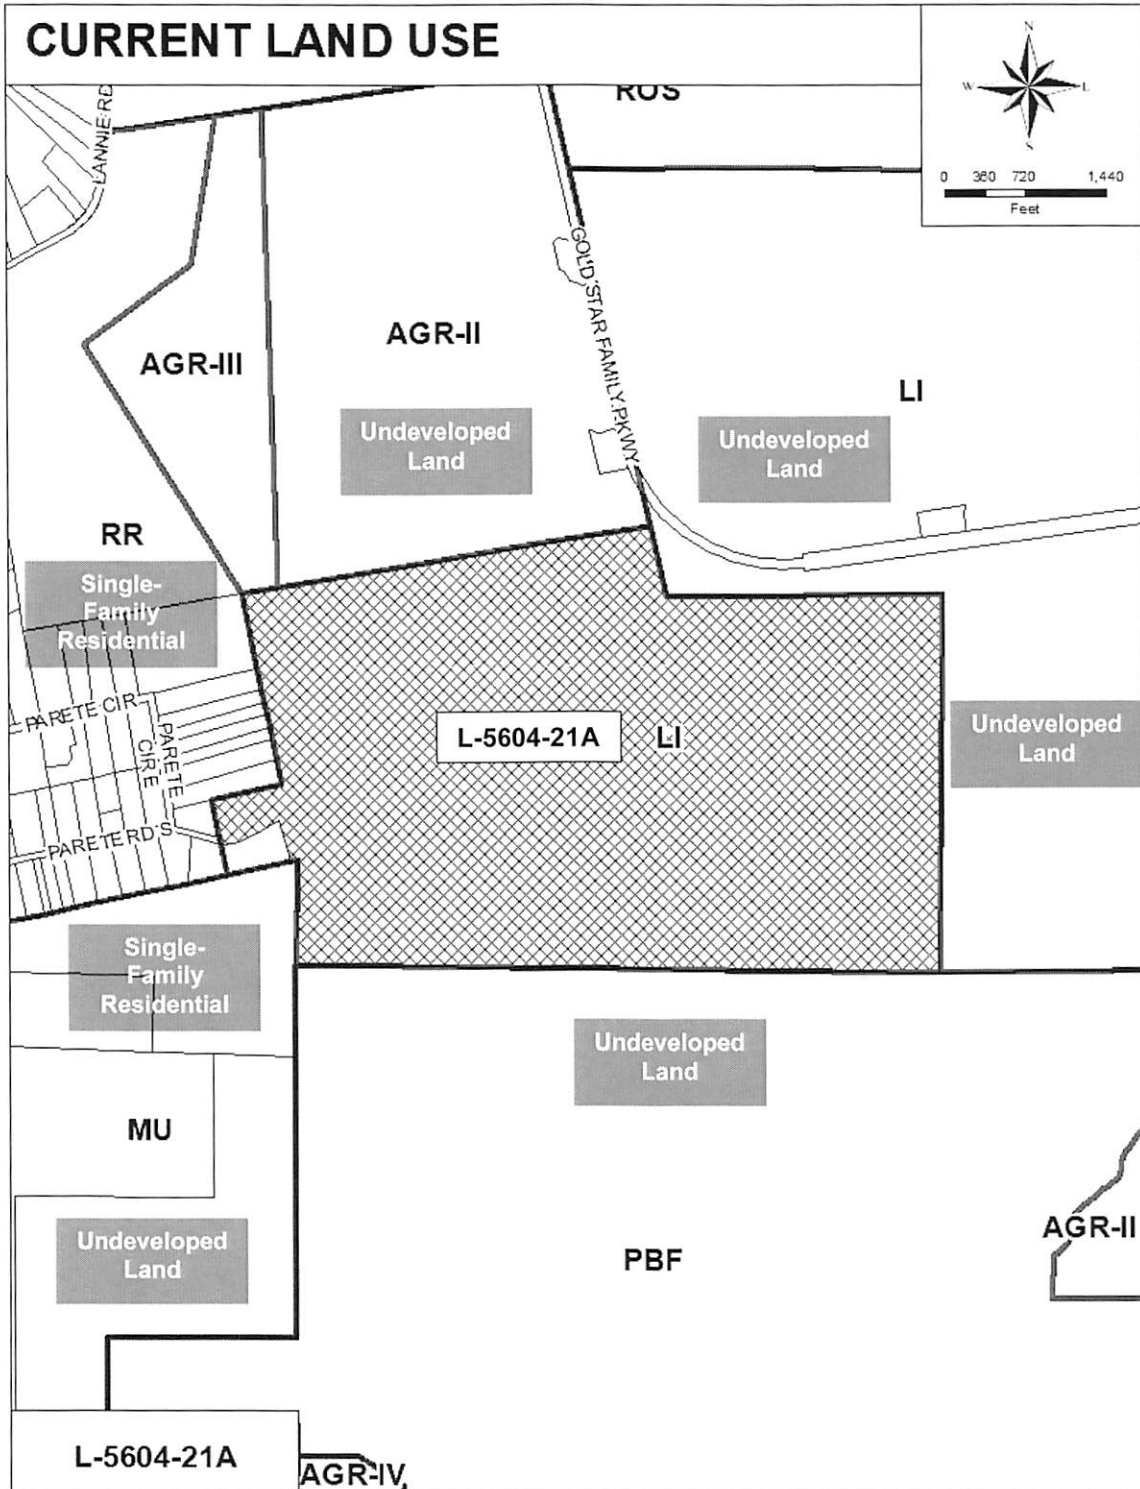 CURRENT LAND USE
N
W
L
S
0 360 720 1,440
Feet
ROS
LANNIE RD
GOLD STAR FAMILY PKWY
AGR-III
AGR-II
LI
Undeveloped
Land
Undeveloped
Land
RR
Single-
Family
Residential
PARETE CIR
PARETE
CIR E
PARETE RD S
L-5604-21A
LI
Undeveloped
Land
Single-
Family
Residential
Undeveloped
Land
MU
Undeveloped
Land
PBF
AGR-II
L-5604-21A
AGR-IV